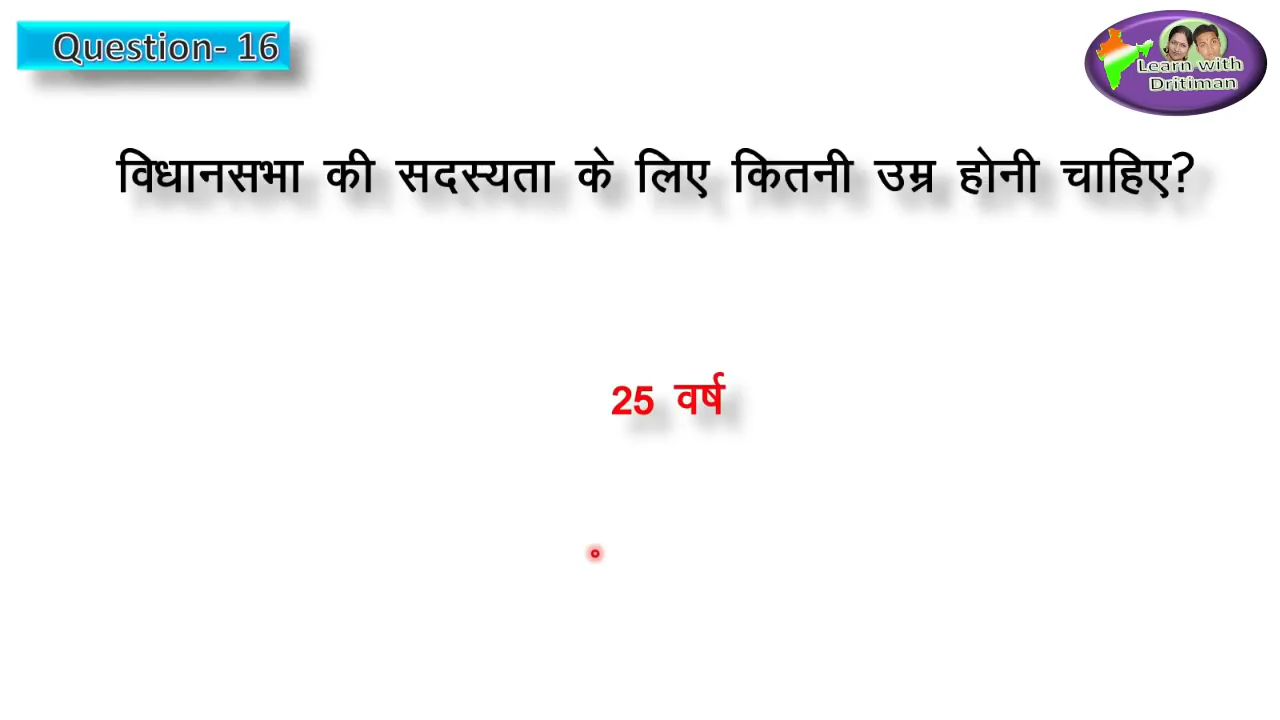 Question- 16
Learn with
Dritiman
विधानसभा की सदस्यता के लिए कितनी उम्र होनी चाहिए?
25 वर्ष